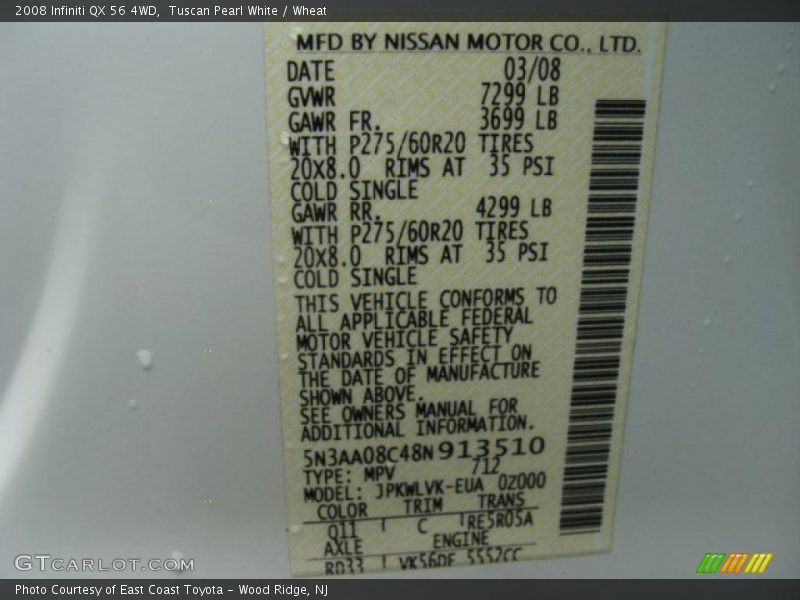 2008 Infiniti QX 56 4WD,  Tuscan Pearl White / Wheat
MFD BY NISSAN MOTOR CO., LTD.
DATE 03/08
GVWR 7299 LB
GAWR FR. 3699 LB
WITH P275/60R20 TIRES
20X8.0 RIMS AT 35 PSI
COLD SINGLE
GAWR RR. 4299 LB
WITH P275/60R20 TIRES
20X8.0 RIMS AT 35 PSI
COLD SINGLE
THIS VEHICLE CONFORMS TO
ALL APPLICABLE FEDERAL
MOTOR VEHICLE SAFETY
STANDARDS IN EFFECT ON
THE DATE OF MANUFACTURE
SHOWN ABOVE.
SEE OWNERS MANUAL FOR
ADDITIONAL INFORMATION.
5N3AA08C48N913510
TYPE: MPV 712
MODEL: JPKWLVK-EUA 0Z000
COLOR TRIM TRANS
Q11 C RE5R05A
AXLE ENGINE
RD33 VK56DE 5552CC
GTCARLOT.COM
Photo Courtesy of East Coast Toyota - Wood Ridge, NJ